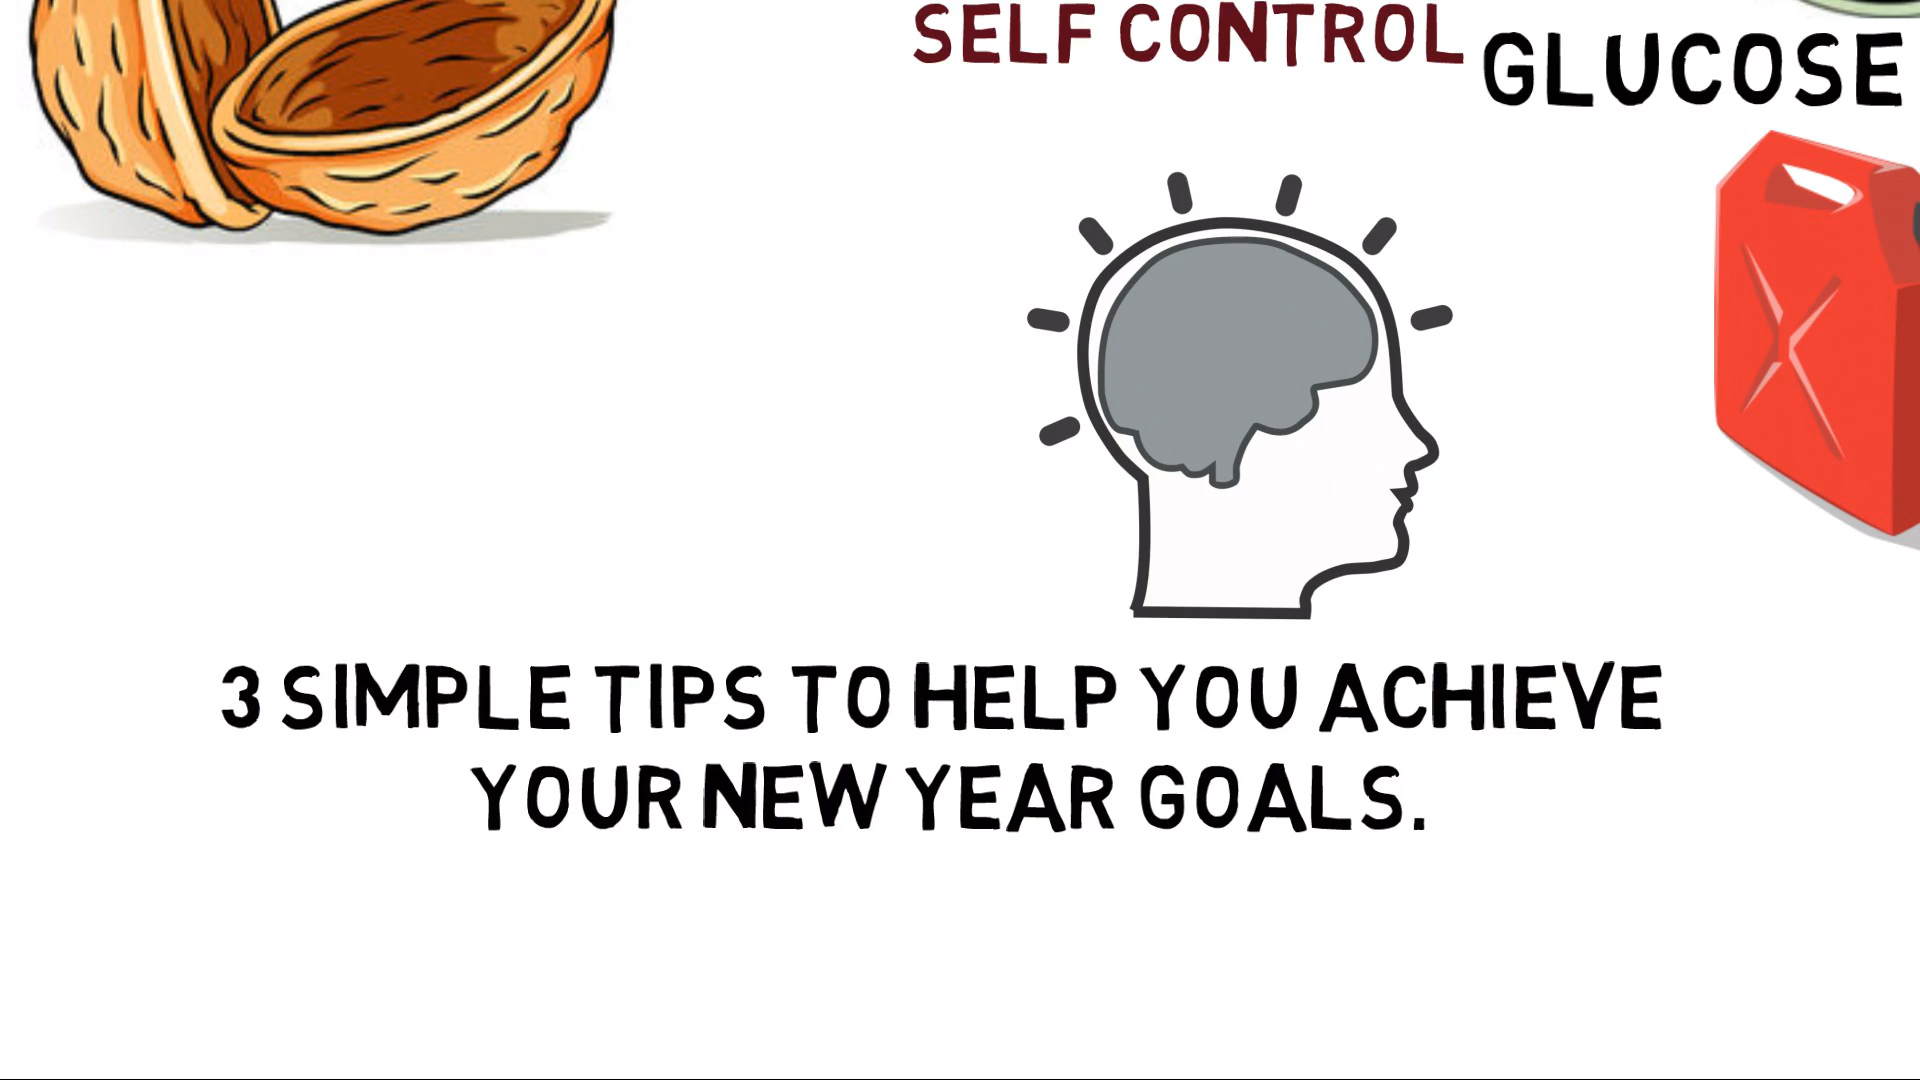 SELF CONTROL
GLUCOSE
3 SIMPLE TIPS TO HELP YOU ACHIEVE
YOUR NEW YEAR GOALS.